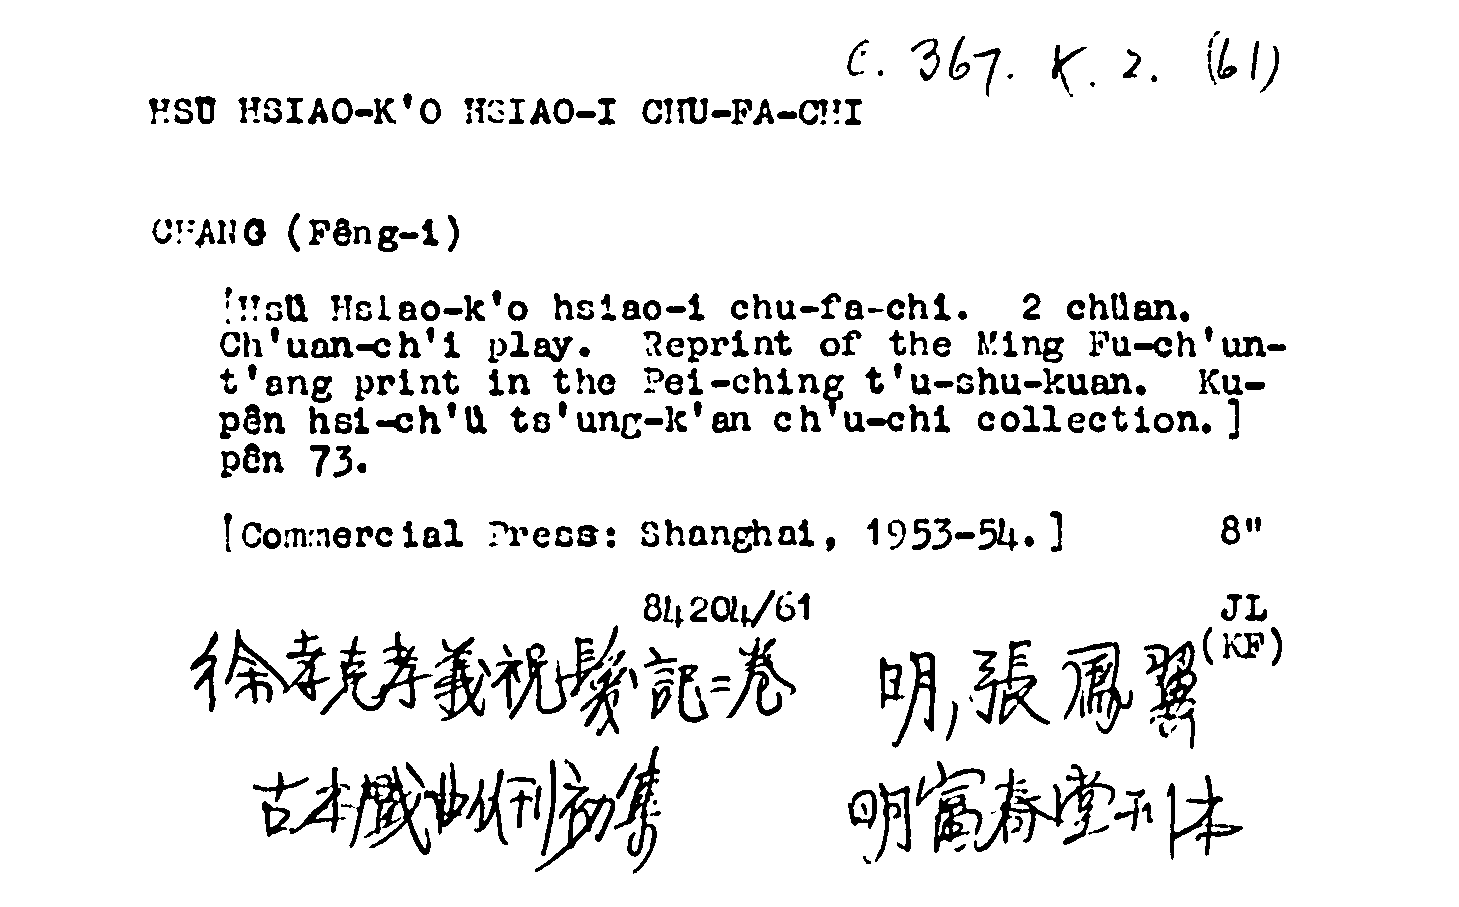 C. 367. K. 2. (61)
HSÜ HSIAO-K'O HSIAO-I CHU-FA-CHI
CHANG (Fêng-i)
[Hsü Hsiao-k'o hsiao-i chu-fa-chi. 2 chüan.
Ch'uan-ch'i play. Reprint of the Ming Fu-ch'un-
t'ang print in the Pei-ching t'u-shu-kuan. Ku-
pên hsi-ch'ü ts'ung-k'an ch'u-chi collection.]
pên 73.
[Commercial Press: Shanghai, 1953-54.] 8"
84204/61 JL
(KF)
徐孝克孝義祝髮記二卷 明,張鳳翼
古本戲曲丛刊初集 明富春堂刊本